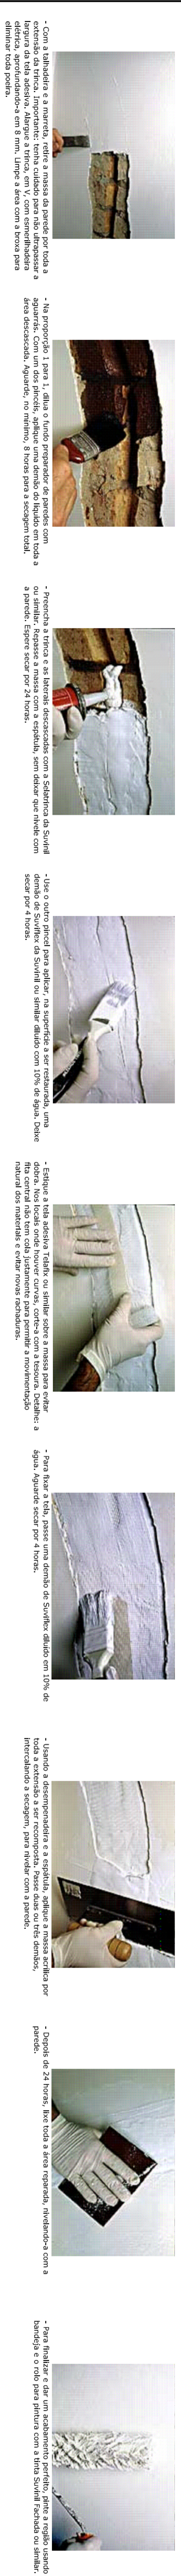 - Com a talhadeira e a marreta, retire a massa da parede por toda a
extensão da trinca. Importante: tenha cuidado para não ultrapassar a
largura da tela adesiva. Alargue a trinca, em V, com esmerilhadeira
elétrica, aprofundando-a em 8 mm. Limpe a área com a broxa para
eliminar toda poeira.
- Na proporção 1 para 1, dilua o fundo preparador de paredes com
aguarrás. Com um dos pincéis, aplique uma demão do líquido em toda a
área descascada. Aguarde, no mínimo, 8 horas para a secagem total.
- Preencha a trinca e as laterais descascadas com a Selatrinca da Suvinil
ou similar. Repasse a massa com a espátula, sem deixar que nivele com
a parede. Espere secar por 24 horas.
- Use o outro pincel para aplicar, na superfície a ser restaurada, uma
demão de Suviflex da Suvinil ou similar diluído com 10% de água. Deixe
secar por 4 horas.
- Estique a tela adesiva Telafix ou similar sobre a massa para evitar
dobra. Nos locais onde houver curvas, corte-a com a tesoura. Detalhe: a
fita central não tem cola justamente para permitir a movimentação
natural dos materiais e evitar novas rachaduras.
- Para fixar a tela, passe uma demão de Suviflex diluído em 10% de
água. Aguarde secar por 4 horas.
- Usando a desempenadeira e a espátula, aplique a massa acrílica por
toda a extensão a ser recomposta. Passe duas ou três demãos,
intercalando a secagem, para nivelar com a parede.
- Depois de 24 horas, lixe toda a área reparada, nivelando-a com a
parede.
- Para finalizar e dar um acabamento perfeito, pinte a região usando
bandeja e o rolo para pintura com a tinta Suvinil Fachada ou similar.